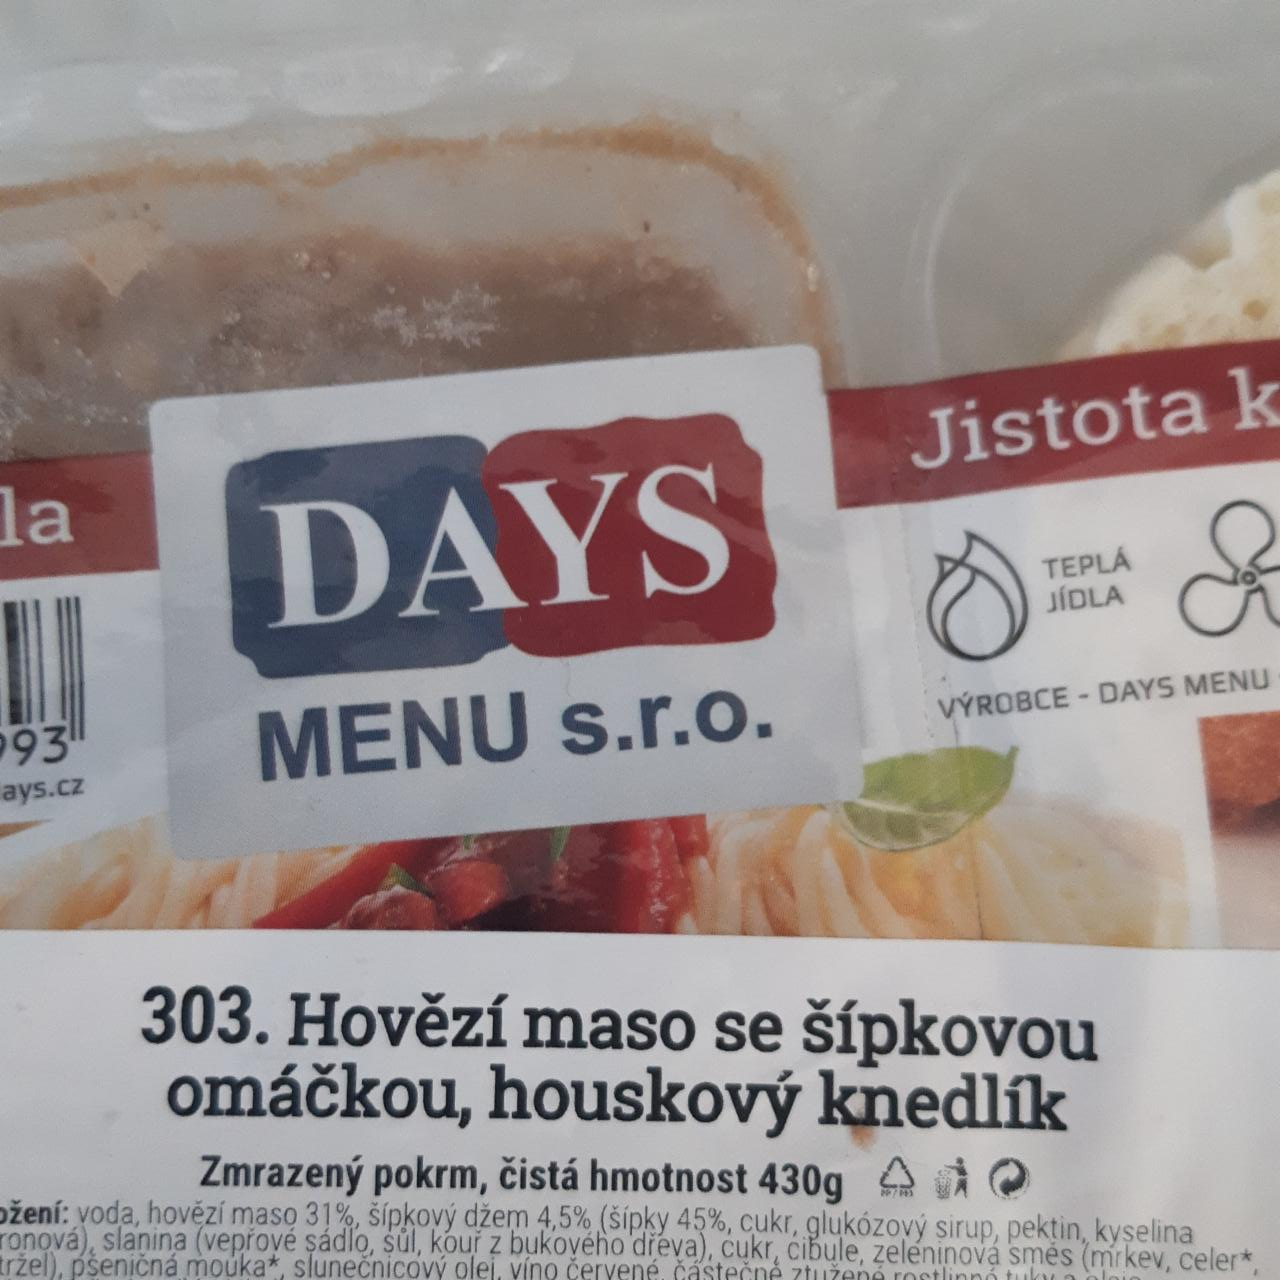 la
Jistota k
DAYS
MENU s.r.o.
TEPLÁ
JÍDLA
VÝROBCE - DAYS MENU
993
ays.cz
303. Hovězí maso se šípkovou
omáčkou, houskový knedlík
Zmrazený pokrm, čistá hmotnost 430g
ožení: voda, hovězí maso 31%, šípkový džem 4,5% (šípky 45%, cukr, glukózový sirup, pektin, kyselina
ronová), slanina (vepřové sádlo, sůl, kouř z bukového dřeva), cukr, cibule, zeleninová směs (mrkev, celer*,
tržel), pšeničná mouka*, slunečnicový olej, víno červené, částečně ztužené rostlinné tuky